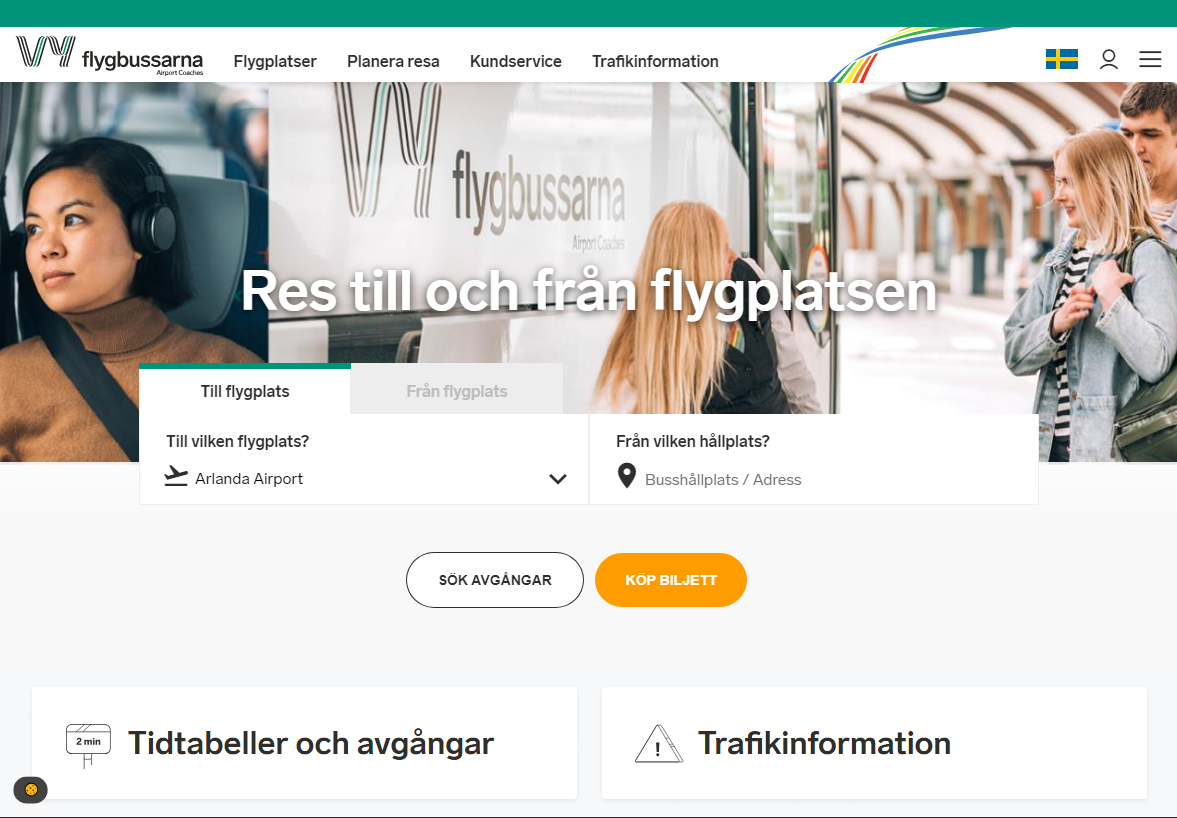 flygbussarna
Airport Coaches
Flygplatser
Planera resa
Kundservice
Trafikinformation
flygbussarna
Airport Coaches
Res till och från flygplatsen
Till flygplats
Från flygplats
Till vilken flygplats?
Från vilken hållplats?
Arlanda Airport
Busshållplats / Adress
SÖK AVGÅNGAR
KÖP BILJETT
2 min
Tidtabeller och avgångar
!
Trafikinformation